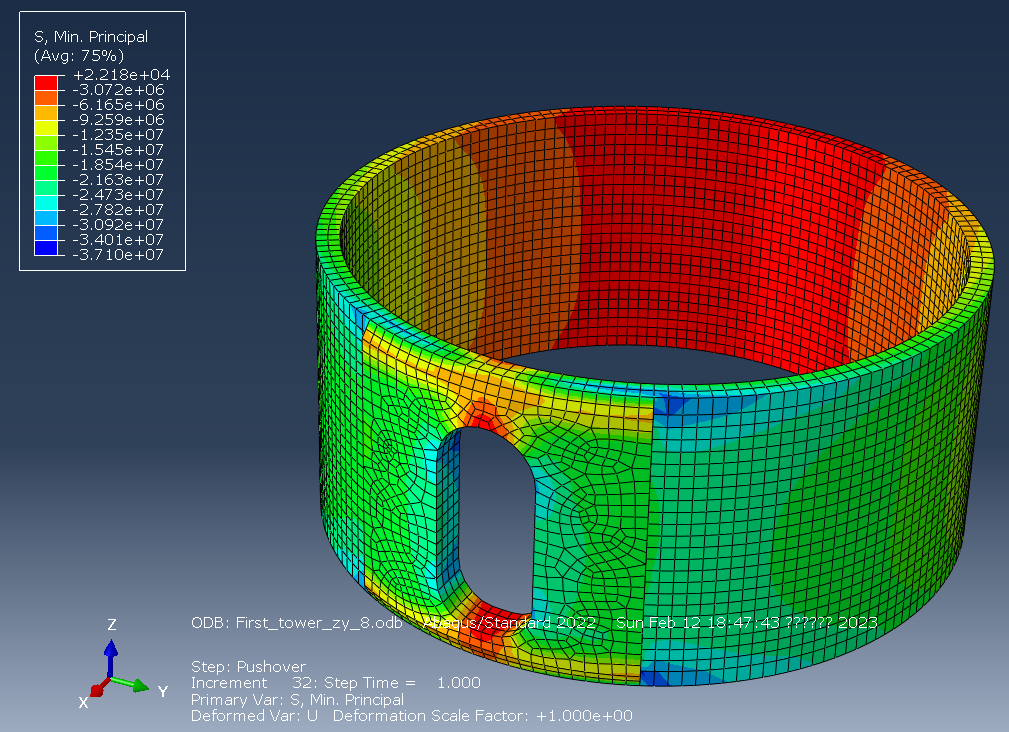 S, Min. Principal
(Avg: 75%)
+2.218e+04
-3.072e+06
-6.165e+06
-9.259e+06
-1.235e+07
-1.545e+07
-1.854e+07
-2.163e+07
-2.473e+07
-2.782e+07
-3.092e+07
-3.401e+07
-3.710e+07
Z
Y
X
ODB: First_tower_zy_8.odb Abaqus/Standard 2022 Sun Feb 12 18:47:43 ?????? 2023
Step: Pushover
Increment 32: Step Time = 1.000
Primary Var: S, Min. Principal
Deformed Var: U Deformation Scale Factor: +1.000e+00